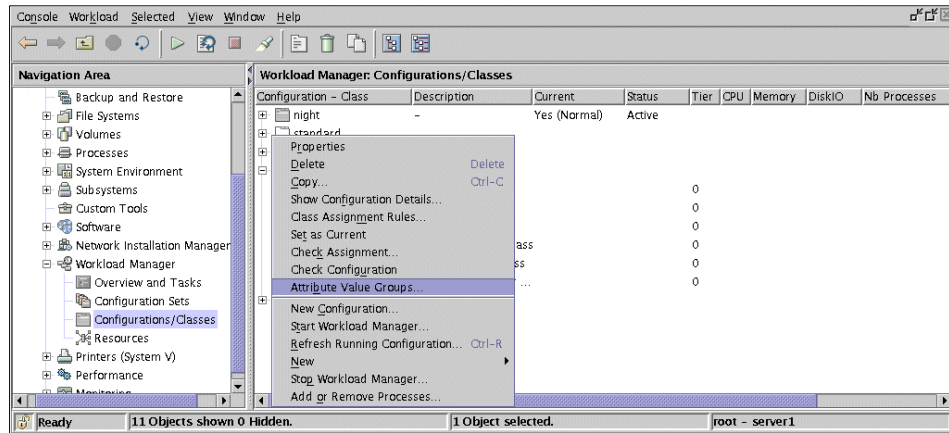 Console Workload Selected View Window Help
Navigation Area
Workload Manager: Configurations/Classes
Backup and Restore
File Systems
Volumes
Processes
System Environment
Subsystems
Custom Tools
Software
Network Installation Manager
Workload Manager
Overview and Tasks
Configuration Sets
Configurations/Classes
Resources
Printers (System V)
Performance
Monitoring
Configuration - Class Description Current Status Tier CPU Memory DiskIO Nb Processes
night - Yes (Normal) Active
standard
0
0
0
ass 0
ss 0
... 0
Properties
Delete Delete
Copy... Ctrl-C
Show Configuration Details...
Class Assignment Rules...
Set as Current
Check Assignment...
Check Configuration
Attribute Value Groups...
New Configuration...
Start Workload Manager...
Refresh Running Configuration... Ctrl-R
New
Stop Workload Manager...
Add or Remove Processes...
Ready 11 Objects shown 0 Hidden. 1 Object selected. root - server1